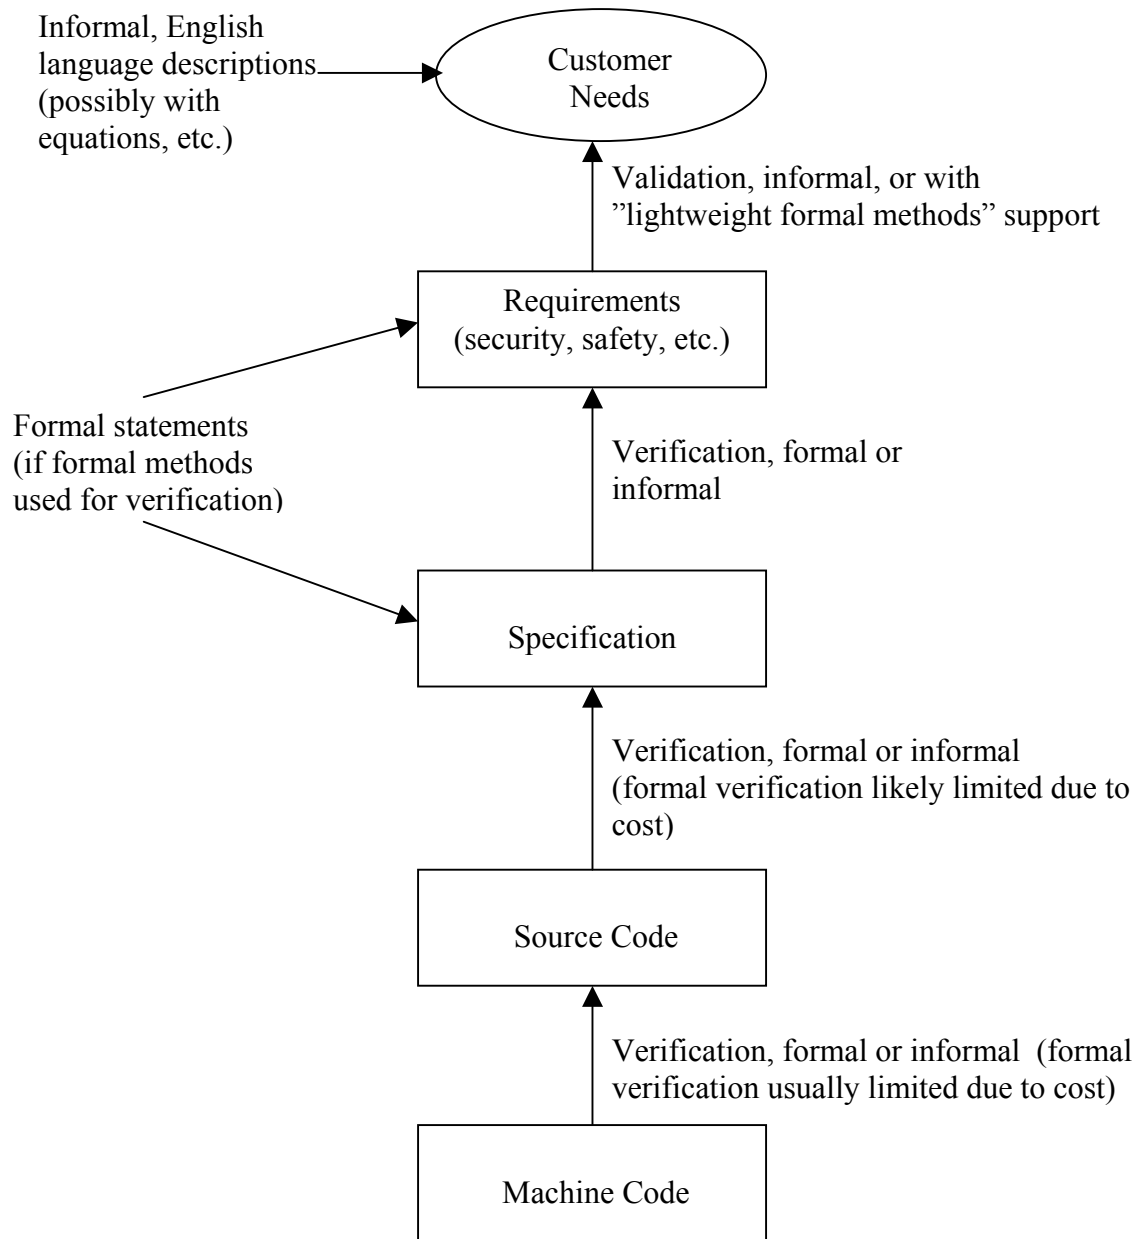 Informal, English
language descriptions
(possibly with
equations, etc.)
Customer
Needs
Validation, informal, or with
”lightweight formal methods” support
Requirements
(security, safety, etc.)
Formal statements
(if formal methods
used for verification)
Verification, formal or
informal
Specification
Verification, formal or informal
(formal verification likely limited due to
cost)
Source Code
Verification, formal or informal (formal
verification usually limited due to cost)
Machine Code